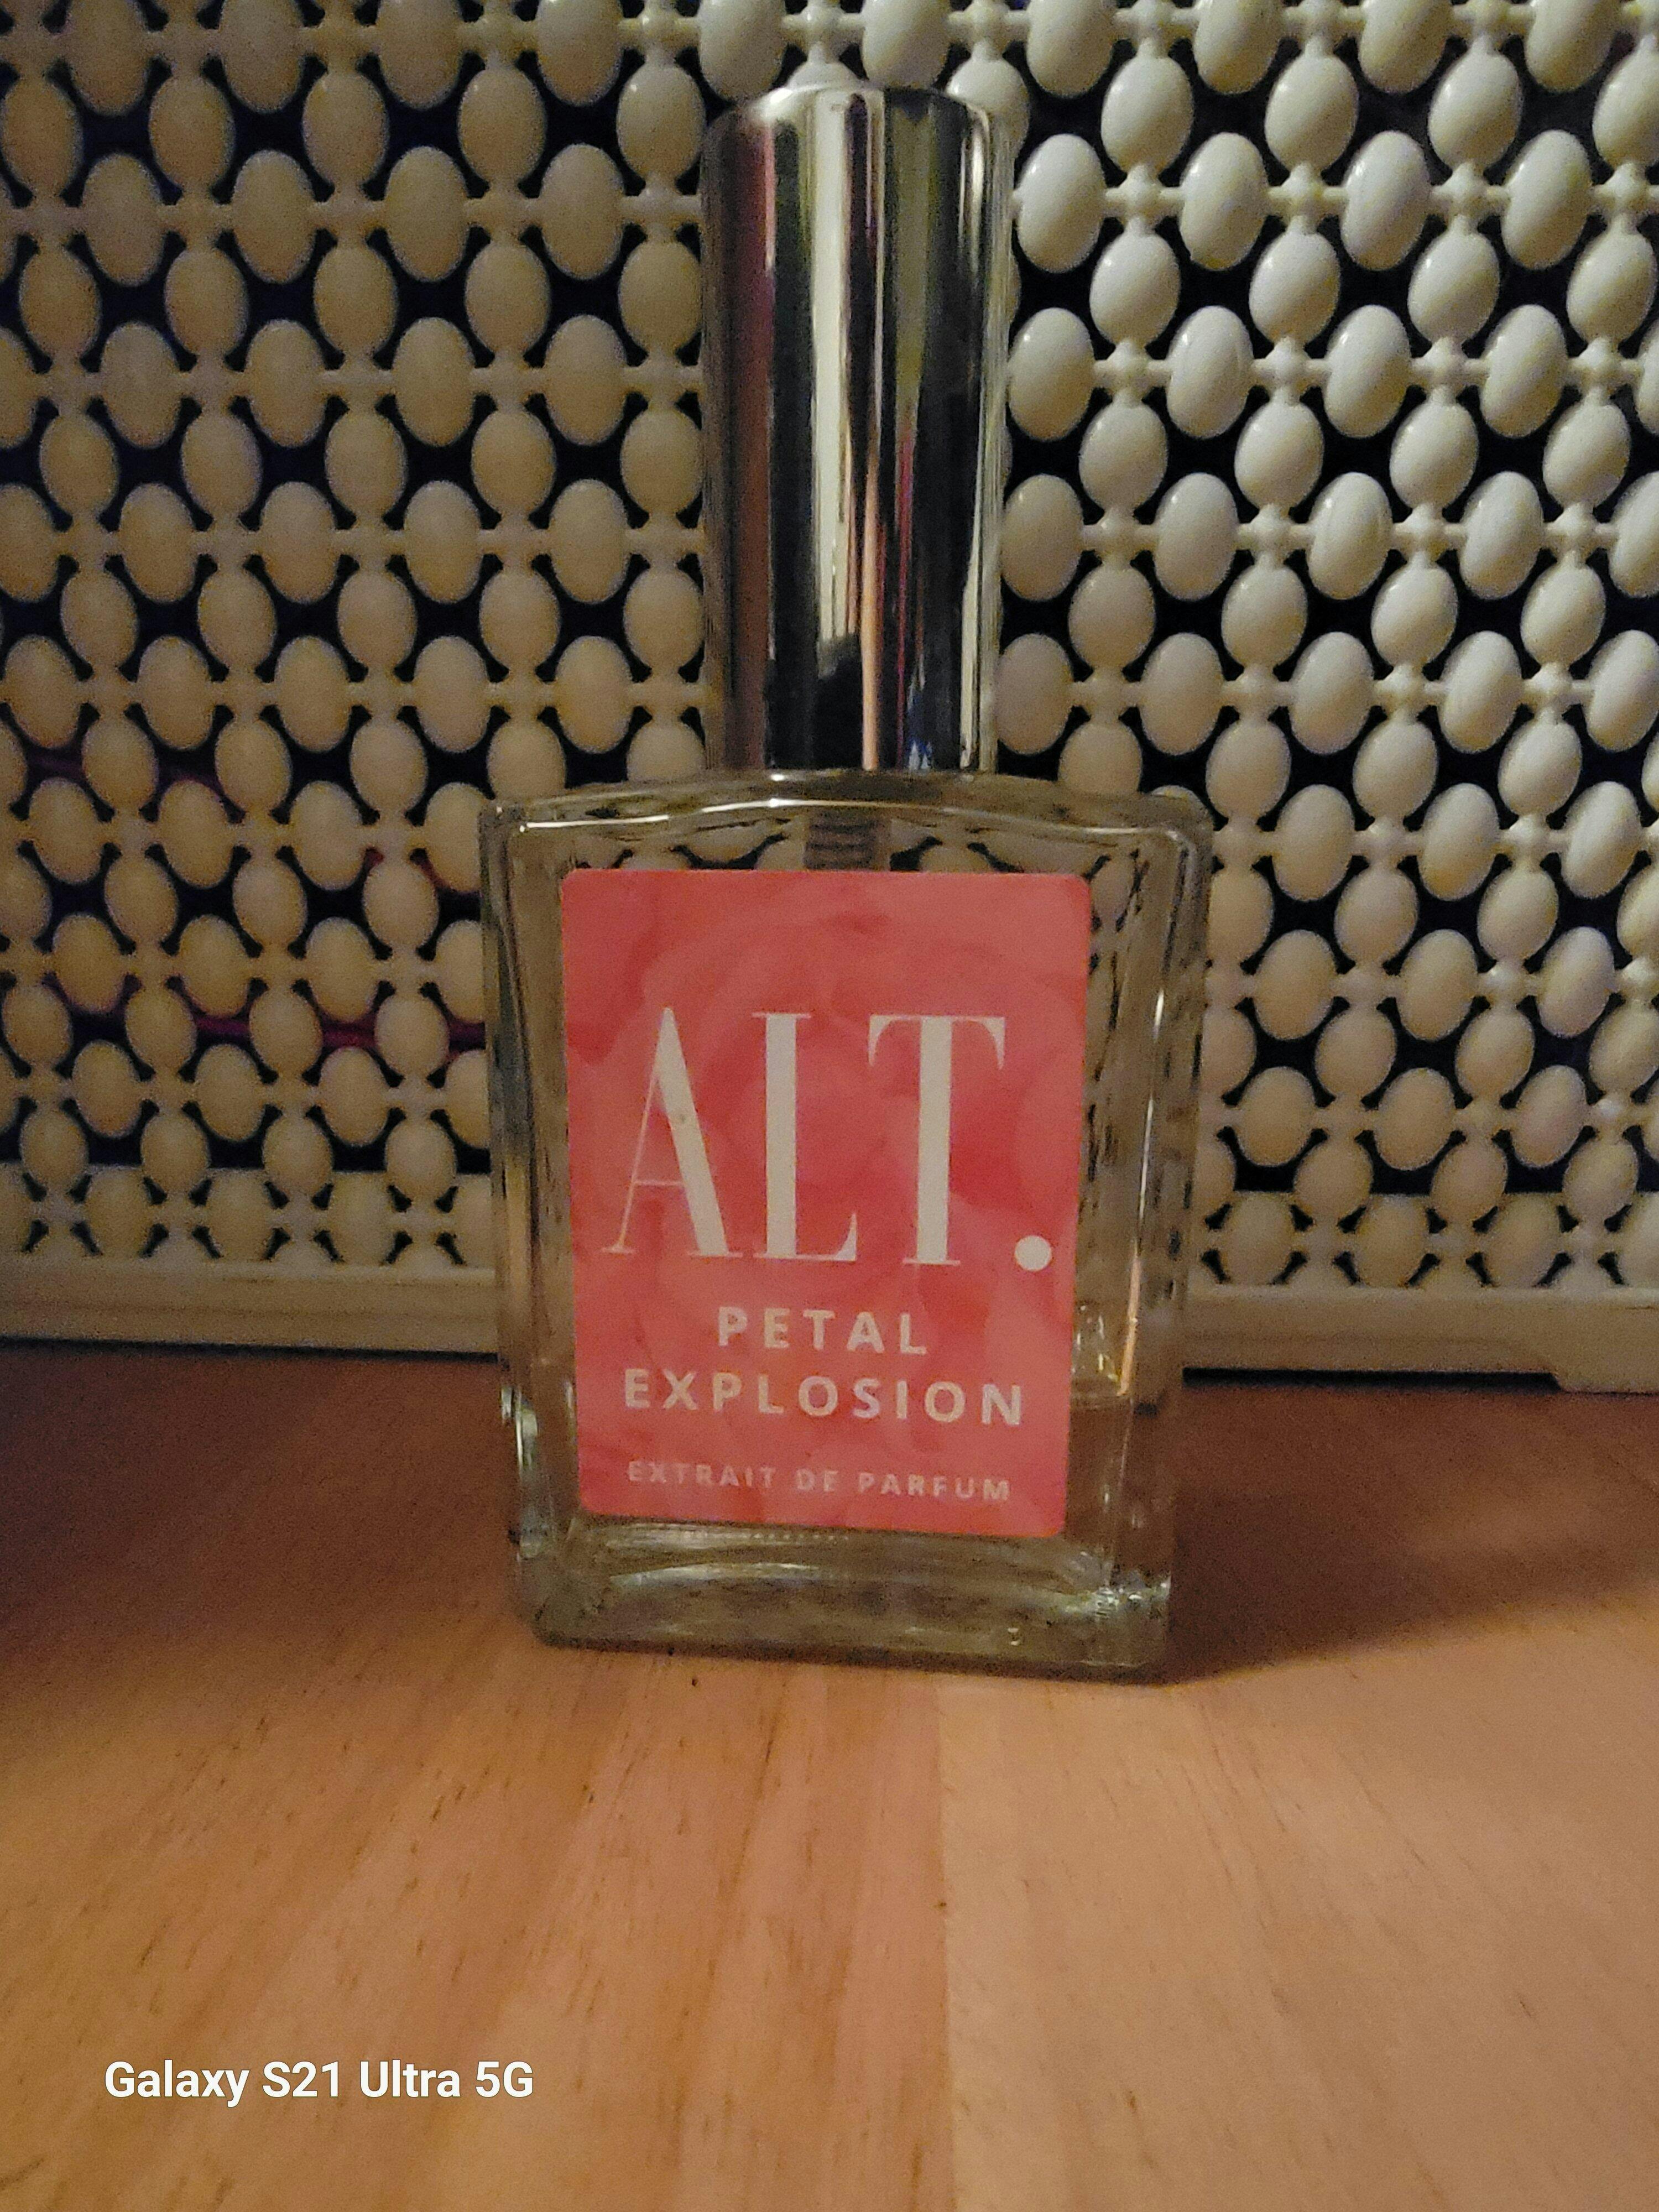 ALT.
PETAL
EXPLOSION
EXTRAIT DE PARFUM
Galaxy S21 Ultra 5G